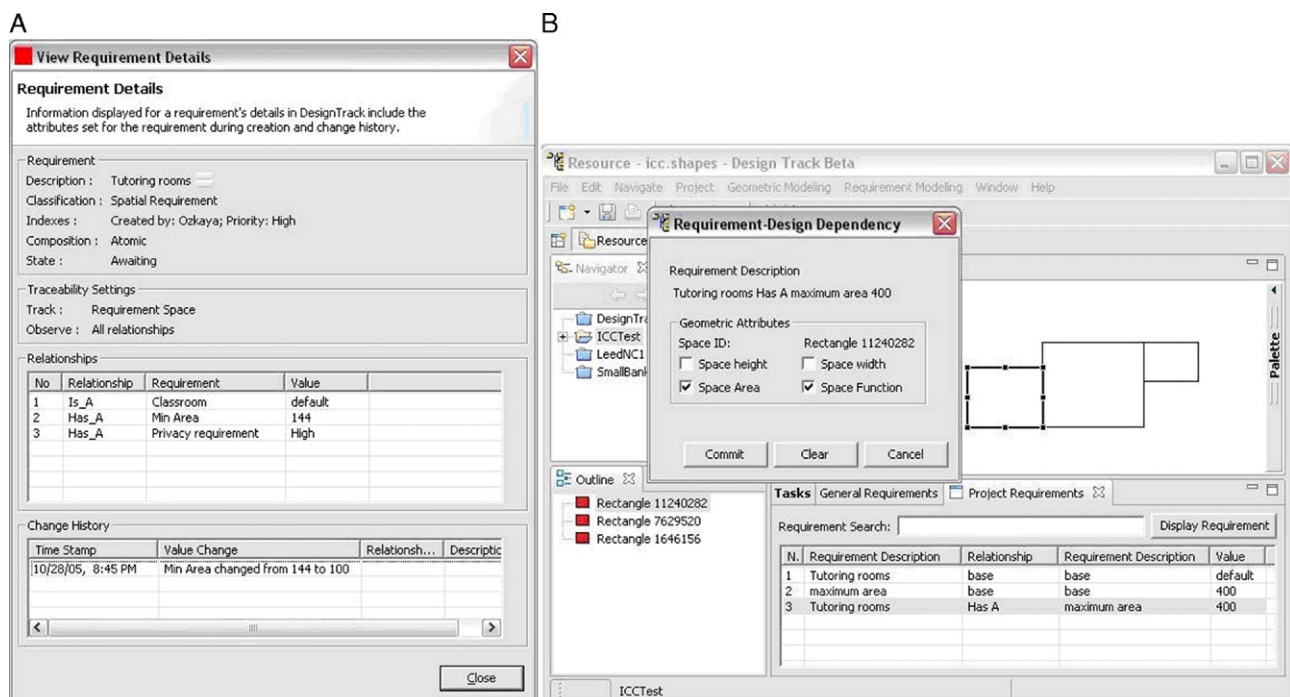 A
View Requirement Details
Requirement Details
Information displayed for a requirement's details in DesignTrack include the
attributes set for the requirement during creation and change history.
Requirement
Description : Tutoring rooms
Classification : Spatial Requirement
Indexes : Created by: Ozkaya; Priority: High
Composition : Atomic
State : Awaiting
Traceability Settings
Track : Requirement Space
Observe : All relationships
Relationships
No Relationship Requirement Value
1 Is_A Classroom default
2 Has_A Min Area 144
3 Has_A Privacy requirement High
Change History
Time Stamp Value Change Relationsh... Descriptic
10/28/05, 8:45 PM Min Area changed from 144 to 100
Close
B
Resource - icc.shapes - Design Track Beta
File Edit Navigate Project Geometric Modeling Requirement Modeling Window Help
Resource
Navigator
DesignTra
ICCTest
LeedNC1
SmallBank
Requirement-Design Dependency
Requirement Description
Tutoring rooms Has A maximum area 400
Geometric Attributes
Space ID: Rectangle 11240282
Space height Space width
Space Area Space Function
Commit Clear Cancel
Palette
Outline
Rectangle 11240282
Rectangle 7629520
Rectangle 1646156
Tasks General Requirements Project Requirements
Requirement Search: Display Requirement
N. Requirement Description Relationship Requirement Description Value
1 Tutoring rooms base base default
2 maximum area base base 400
3 Tutoring rooms Has A maximum area 400
ICCTest